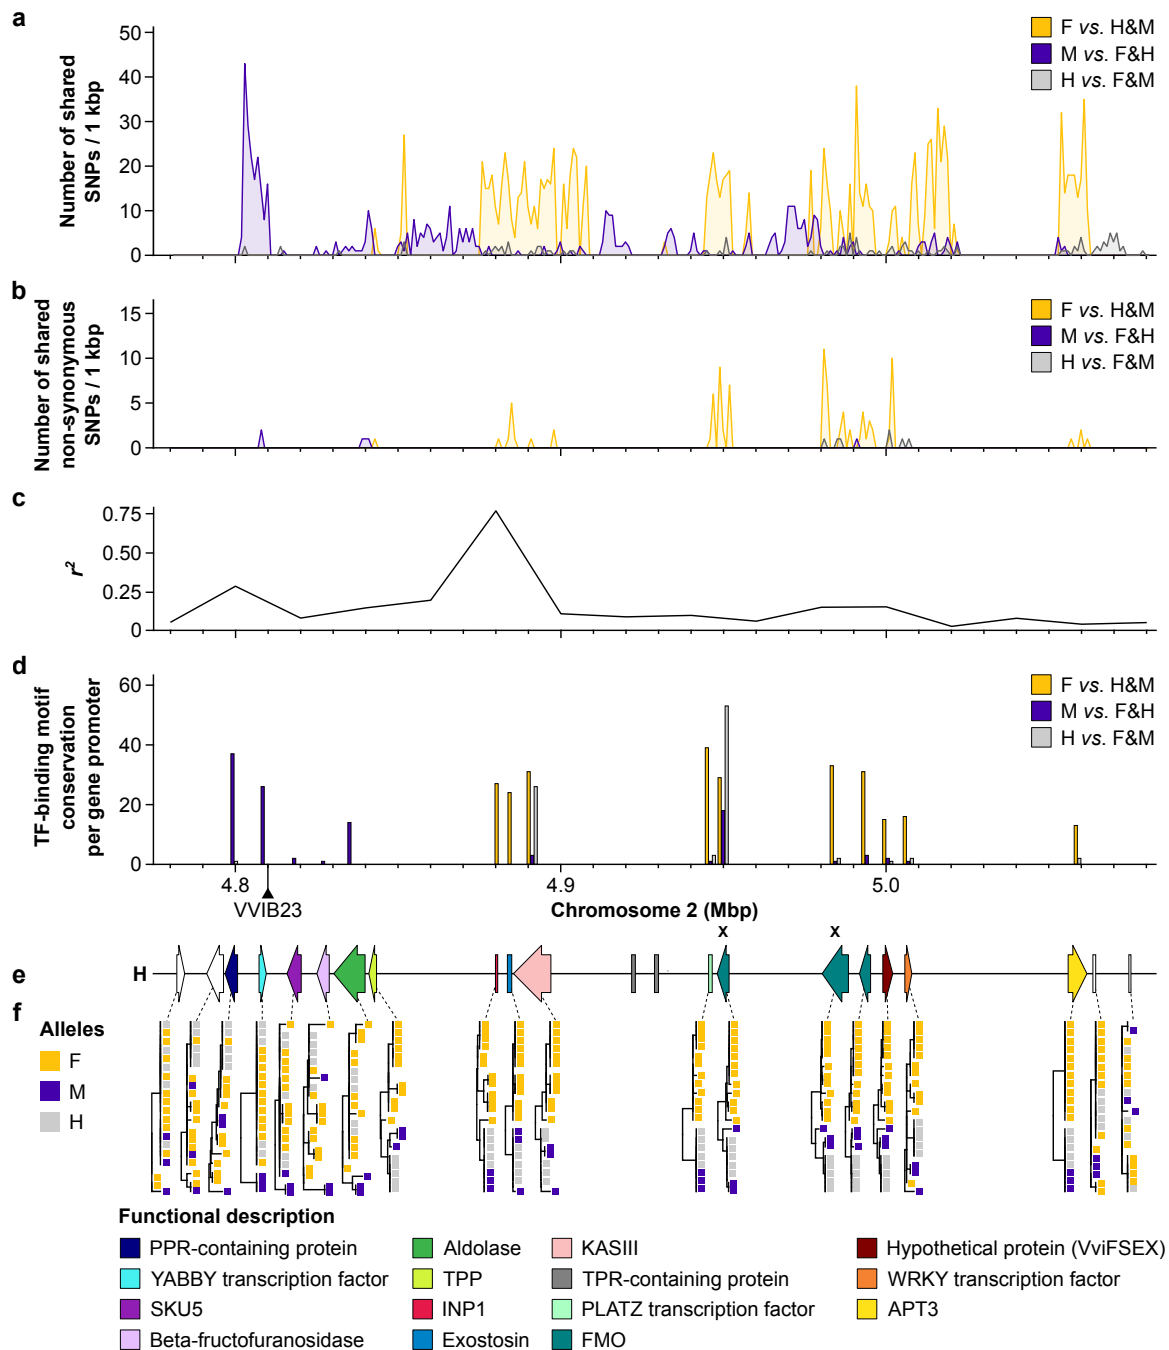 a
Number of shared
SNPs / 1 kbp
50
40
30
20
10
0
F vs. H&M
M vs. F&H
H vs. F&M
b
Number of shared
non-synonymous
SNPs / 1 kbp
15
10
5
0
F vs. H&M
M vs. F&H
H vs. F&M
c
r2
0.75
0.50
0.25
0
d
TF-binding motif
conservation
per gene promoter
60
40
20
0
F vs. H&M
M vs. F&H
H vs. F&M
4.8
4.9
5.0
VVIB23
Chromosome 2 (Mbp)
x
x
e
H
f
Alleles
F
M
H
Functional description
PPR-containing protein
YABBY transcription factor
SKU5
Beta-fructofuranosidase
Aldolase
TPP
INP1
Exostosin
KASIII
TPR-containing protein
PLATZ transcription factor
FMO
Hypothetical protein (VviFSEX)
WRKY transcription factor
APT3